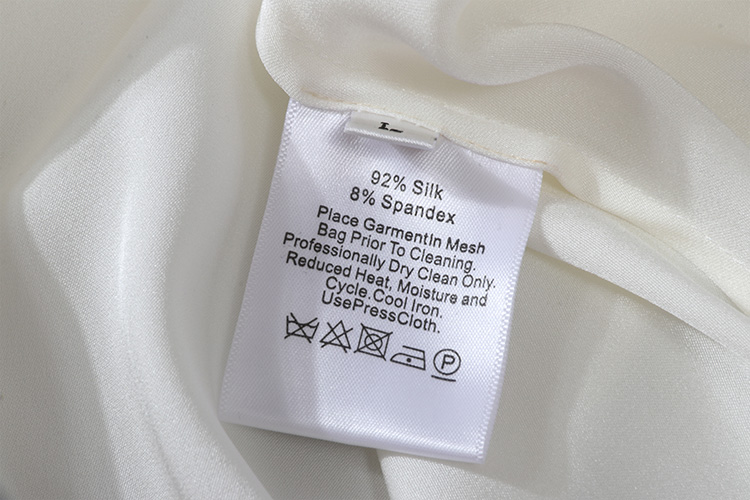 92% Silk
8% Spandex
Place GarmentIn Mesh
Bag Prior To Cleaning.
Professionally Dry Clean Only.
Reduced Heat, Moisture and
Cycle.Cool Iron.
UsePressCloth.
P